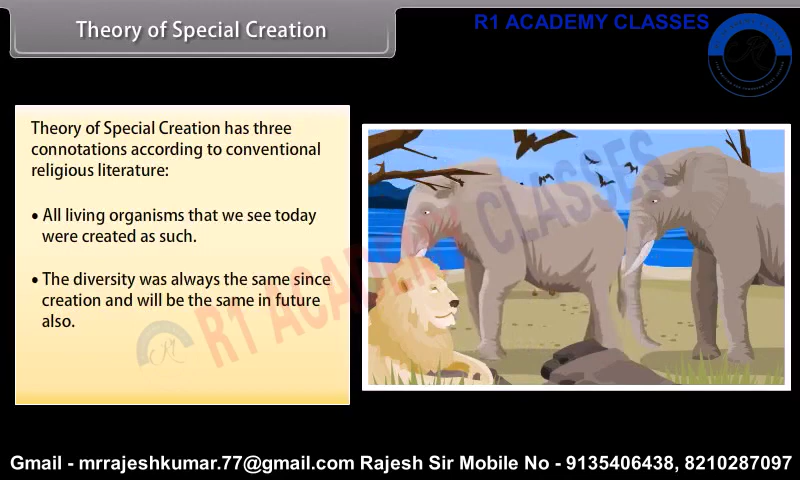 Theory of Special Creation
R1 ACADEMY CLASSES
Theory of Special Creation has three
connotations according to conventional
religious literature:
• All living organisms that we see today
were created as such.
• The diversity was always the same since
creation and will be the same in future
also.
R1 ACADEMY CLASSES
Gmail - mrrajeshkumar.77@gmail.com Rajesh Sir Mobile No - 9135406438, 8210287097